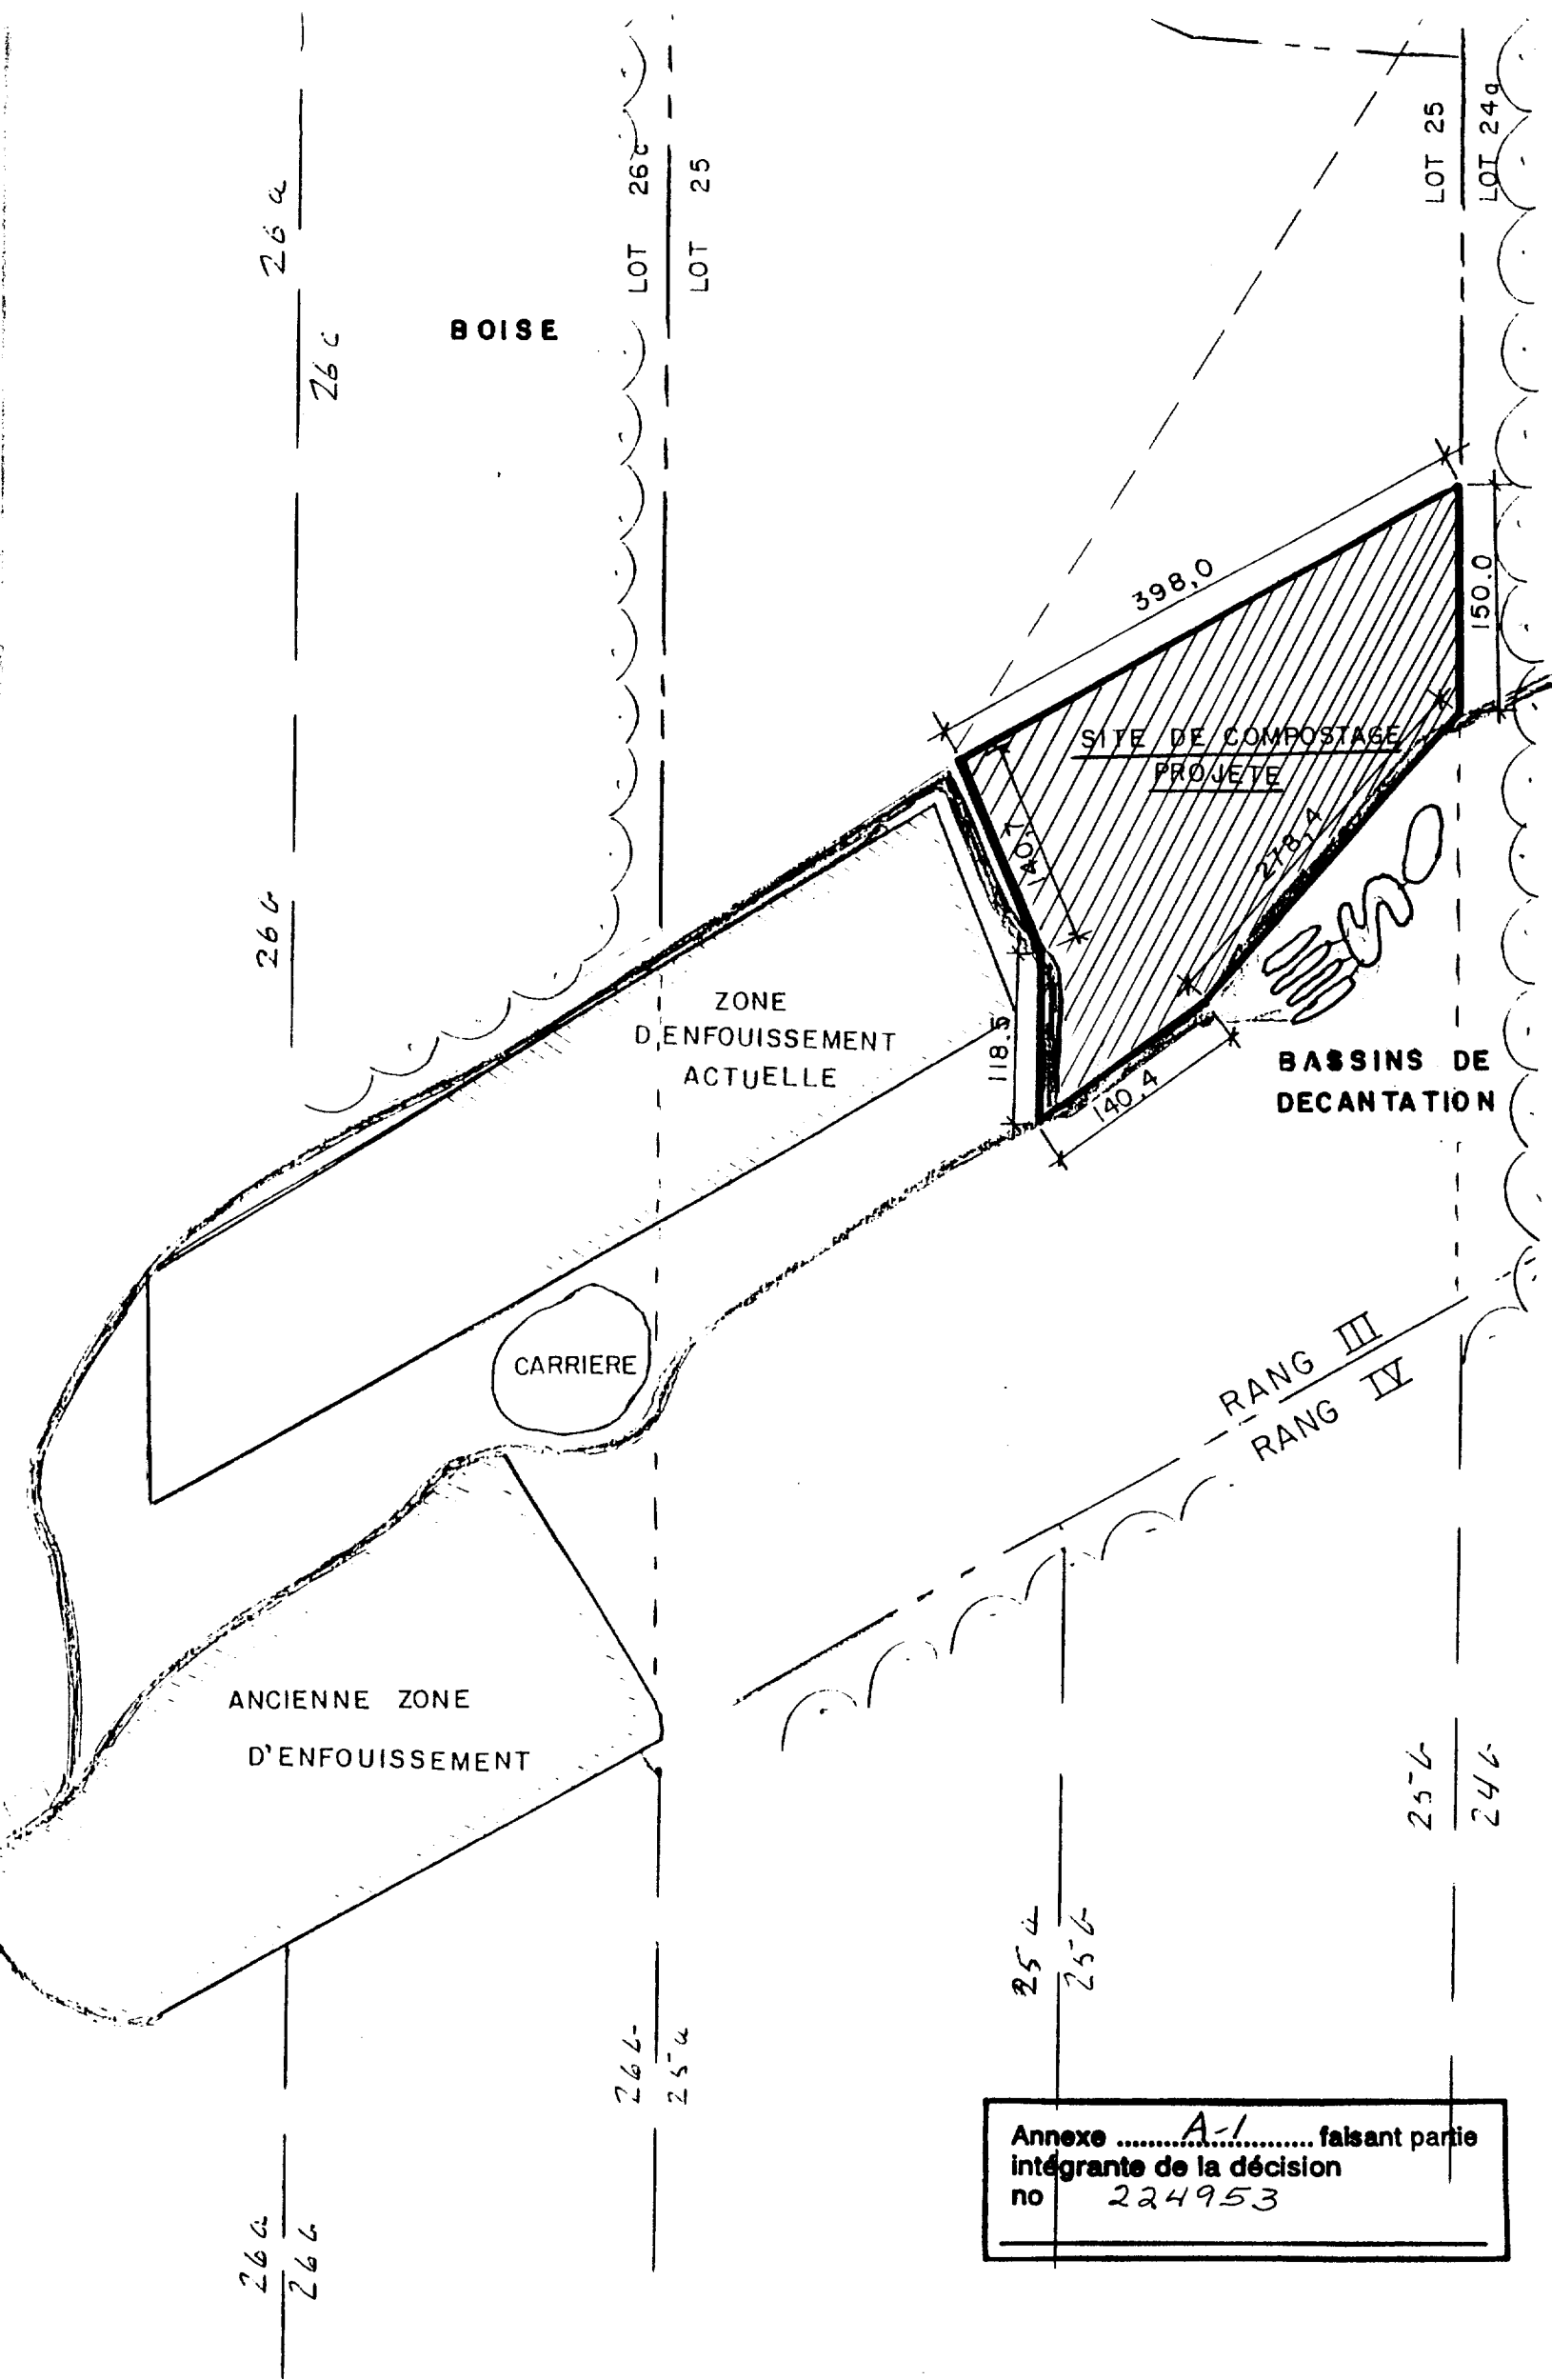 26a
26c
BOISE
LOT 26c
LOT 25
LOT 25
LOT 24a
398,0
150.0
SITE DE COMPOSTAGE
PROJETE
278,4
26b
ZONE
D'ENFOUISSEMENT
ACTUELLE
118.5
140,4
BASSINS DE
DECANTATION
CARRIERE
RANG III
RANG IV
ANCIENNE ZONE
D'ENFOUISSEMENT
25b
24b
25a
25b
26b
25a
26a
26b
Annexe ........A-1........ faisant partie
intégrante de la décision
no 224953